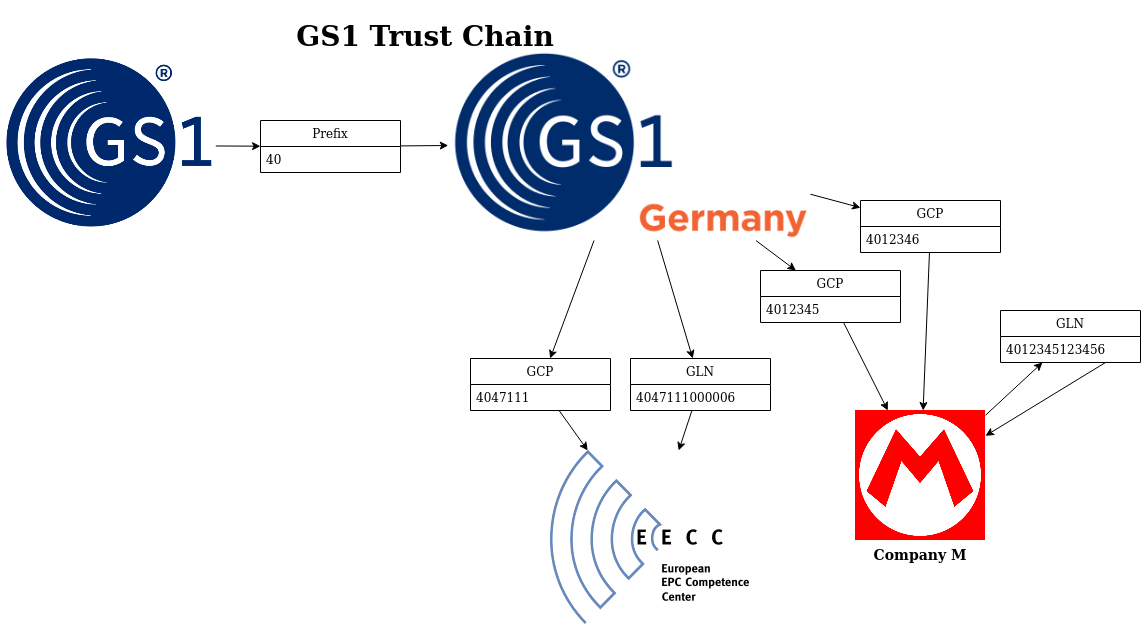 GS1 Trust Chain
GS1®
Prefix
40
GS1®
Germany
GCP
4012346
GCP
4012345
GLN
4012345123456
GCP
4047111
GLN
4047111000006
E E C C
European
EPC Competence
Center
M
Company M